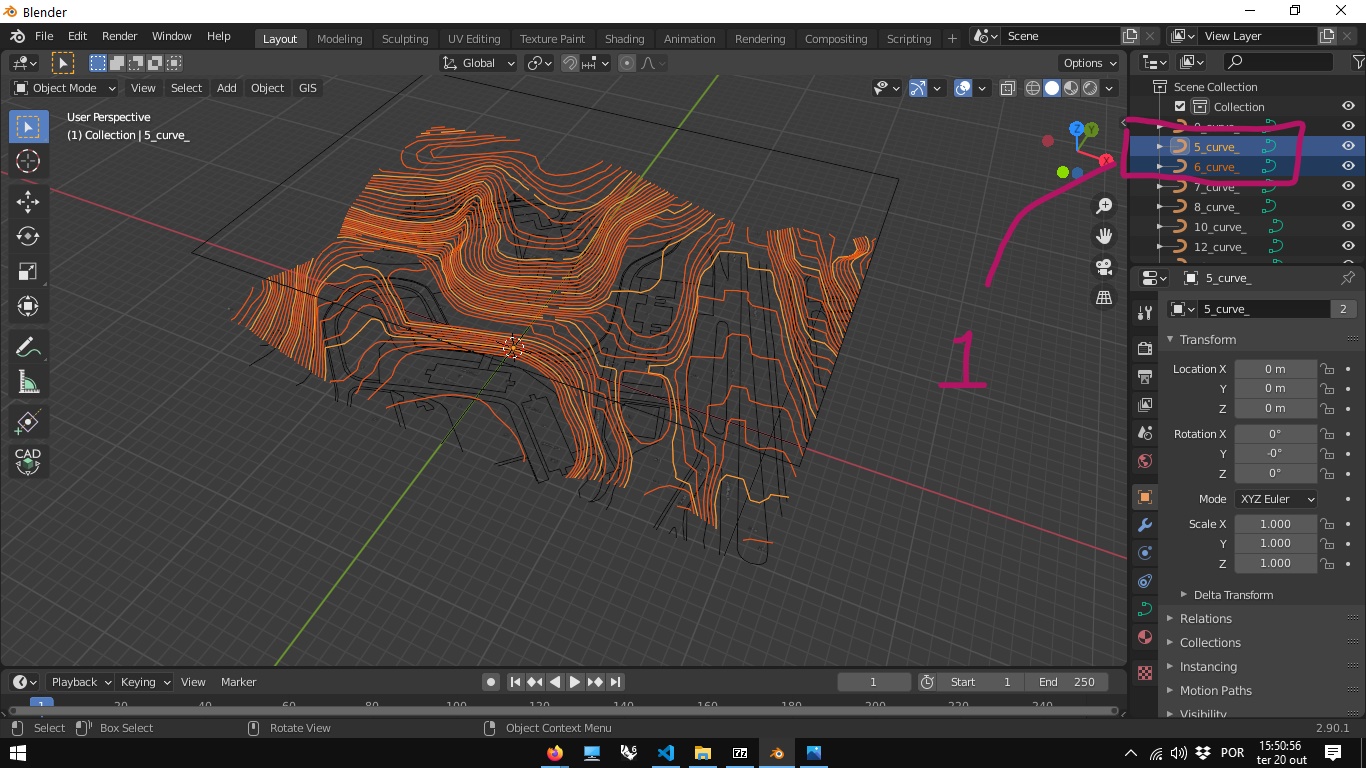 Blender
File Edit Render Window Help
Layout Modeling Sculpting UV Editing Texture Paint Shading Animation Rendering Compositing Scripting +
Scene
View Layer
Global
Options
Object Mode View Select Add Object GIS
User Perspective
(1) Collection | 5_curve_
Z Y X
CAD
1
Scene Collection
Collection
5_curve_
6_curve_
7_curve_
8_curve_
10_curve_
12_curve_
5_curve_
5_curve_ 2
Transform
Location X 0 m
Y 0 m
Z 0 m
Rotation X 0°
Y -0°
Z 0°
Mode XYZ Euler
Scale X 1.000
Y 1.000
Z 1.000
Delta Transform
Relations
Collections
Instancing
Motion Paths
Visibility
Playback Keying View Marker
1 Start 1 End 250
1 20 40 60 80 100 120 140 160 180 200 220 240
Select Box Select Rotate View Object Context Menu 2.90.1
POR
15:50:56
ter 20 out